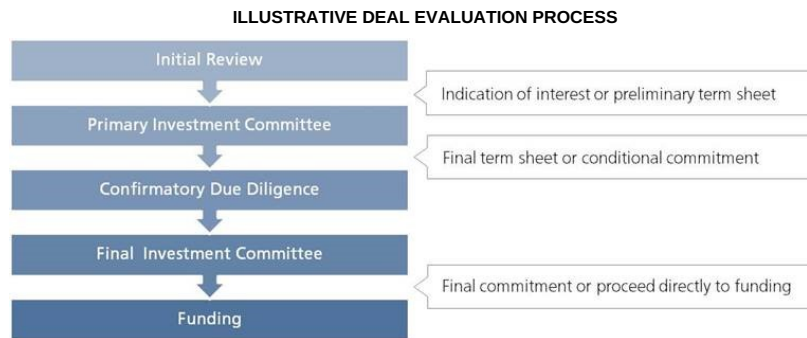 ILLUSTRATIVE DEAL EVALUATION PROCESS
Initial Review
Indication of interest or preliminary term sheet
Primary Investment Committee
Final term sheet or conditional commitment
Confirmatory Due Diligence
Final Investment Committee
Final commitment or proceed directly to funding
Funding